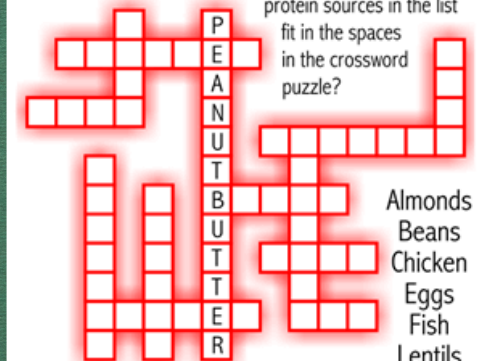 protein sources in the list
fit in the spaces
in the crossword
puzzle?
P
E
A
N
U
T
B
U
T
T
E
R
Almonds
Beans
Chicken
Eggs
Fish
Lentils